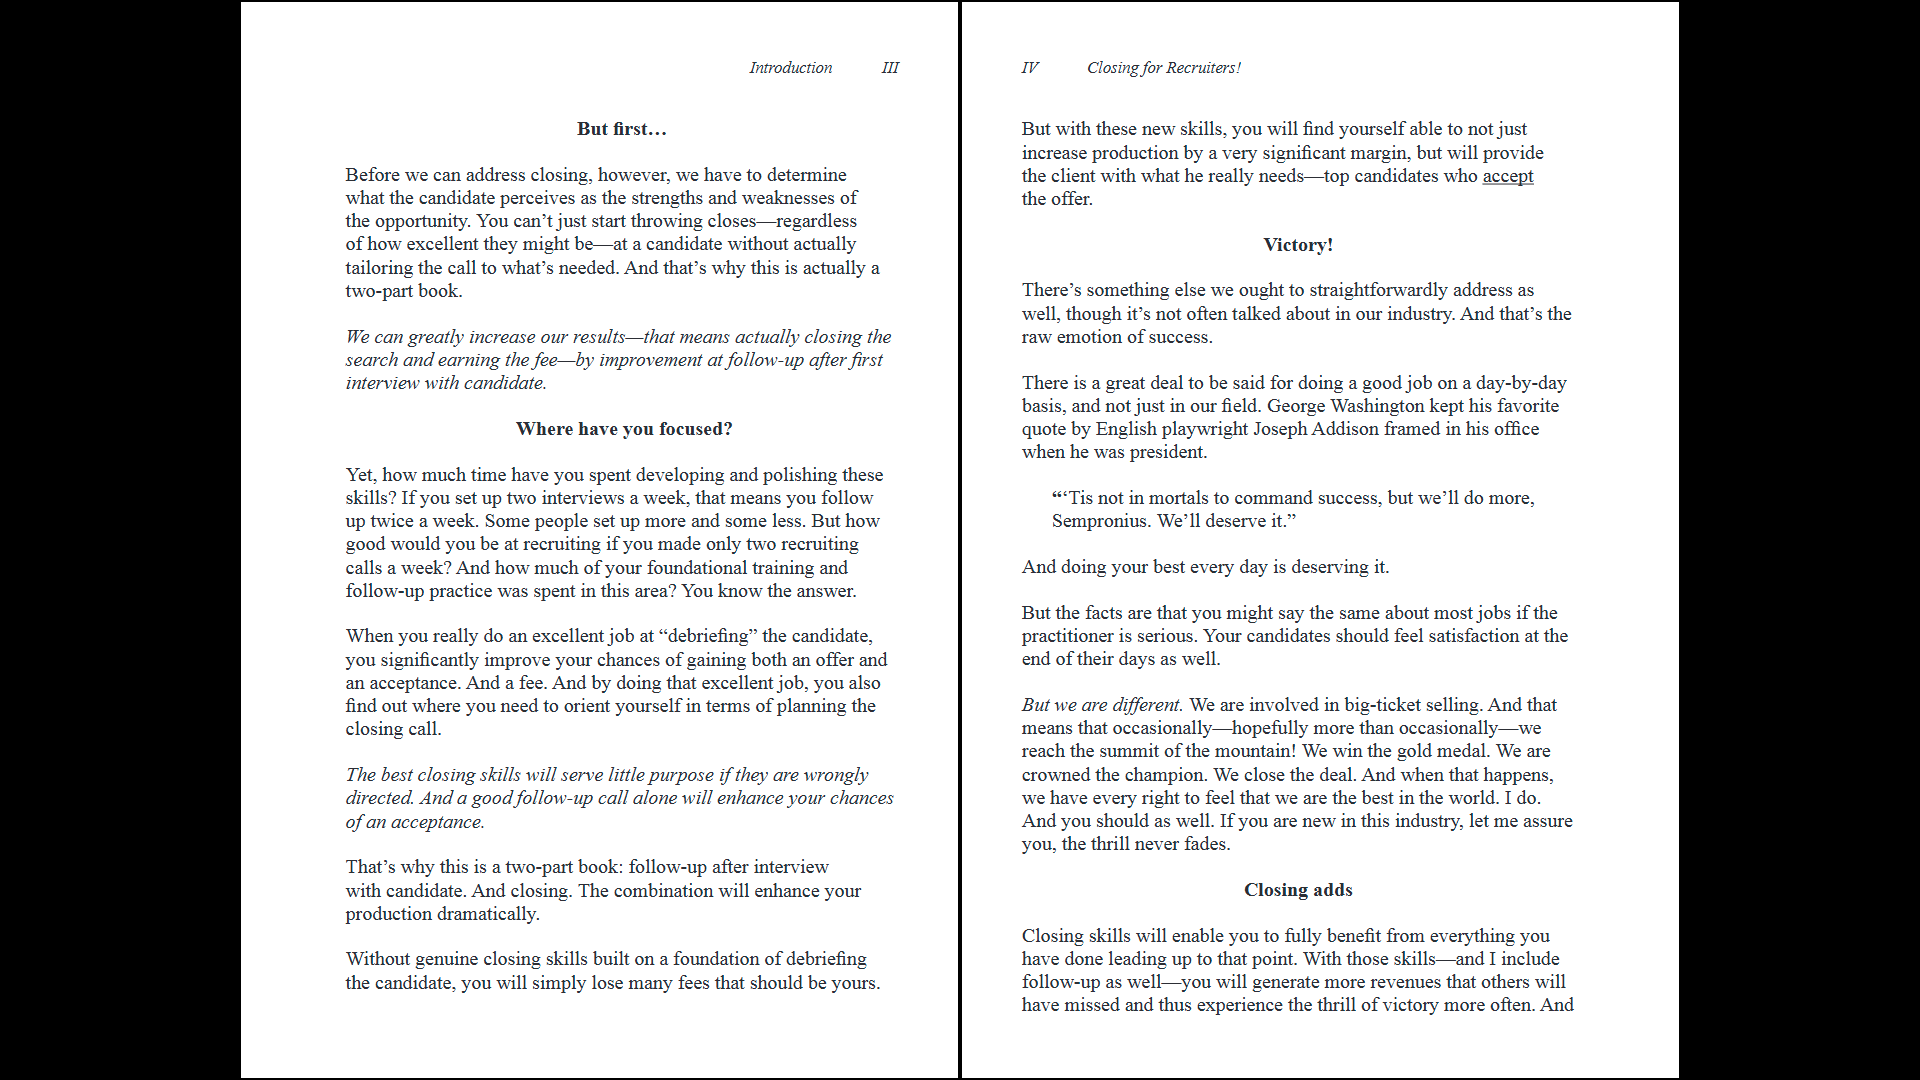 Introduction III
But first…
Before we can address closing, however, we have to determine
what the candidate perceives as the strengths and weaknesses of
the opportunity. You can’t just start throwing closes—regardless
of how excellent they might be—at a candidate without actually
tailoring the call to what’s needed. And that’s why this is actually a
two-part book.
We can greatly increase our results—that means actually closing the
search and earning the fee—by improvement at follow-up after first
interview with candidate.
Where have you focused?
Yet, how much time have you spent developing and polishing these
skills? If you set up two interviews a week, that means you follow
up twice a week. Some people set up more and some less. But how
good would you be at recruiting if you made only two recruiting
calls a week? And how much of your foundational training and
follow-up practice was spent in this area? You know the answer.
When you really do an excellent job at “debriefing” the candidate,
you significantly improve your chances of gaining both an offer and
an acceptance. And a fee. And by doing that excellent job, you also
find out where you need to orient yourself in terms of planning the
closing call.
The best closing skills will serve little purpose if they are wrongly
directed. And a good follow-up call alone will enhance your chances
of an acceptance.
That’s why this is a two-part book: follow-up after interview
with candidate. And closing. The combination will enhance your
production dramatically.
Without genuine closing skills built on a foundation of debriefing
the candidate, you will simply lose many fees that should be yours.
IV Closing for Recruiters!
But with these new skills, you will find yourself able to not just
increase production by a very significant margin, but will provide
the client with what he really needs—top candidates who accept
the offer.
Victory!
There’s something else we ought to straightforwardly address as
well, though it’s not often talked about in our industry. And that’s the
raw emotion of success.
There is a great deal to be said for doing a good job on a day-by-day
basis, and not just in our field. George Washington kept his favorite
quote by English playwright Joseph Addison framed in his office
when he was president.
“‘Tis not in mortals to command success, but we’ll do more,
Sempronius. We’ll deserve it.”
And doing your best every day is deserving it.
But the facts are that you might say the same about most jobs if the
practitioner is serious. Your candidates should feel satisfaction at the
end of their days as well.
But we are different. We are involved in big-ticket selling. And that
means that occasionally—hopefully more than occasionally—we
reach the summit of the mountain! We win the gold medal. We are
crowned the champion. We close the deal. And when that happens,
we have every right to feel that we are the best in the world. I do.
And you should as well. If you are new in this industry, let me assure
you, the thrill never fades.
Closing adds
Closing skills will enable you to fully benefit from everything you
have done leading up to that point. With those skills—and I include
follow-up as well—you will generate more revenues that others will
have missed and thus experience the thrill of victory more often. And